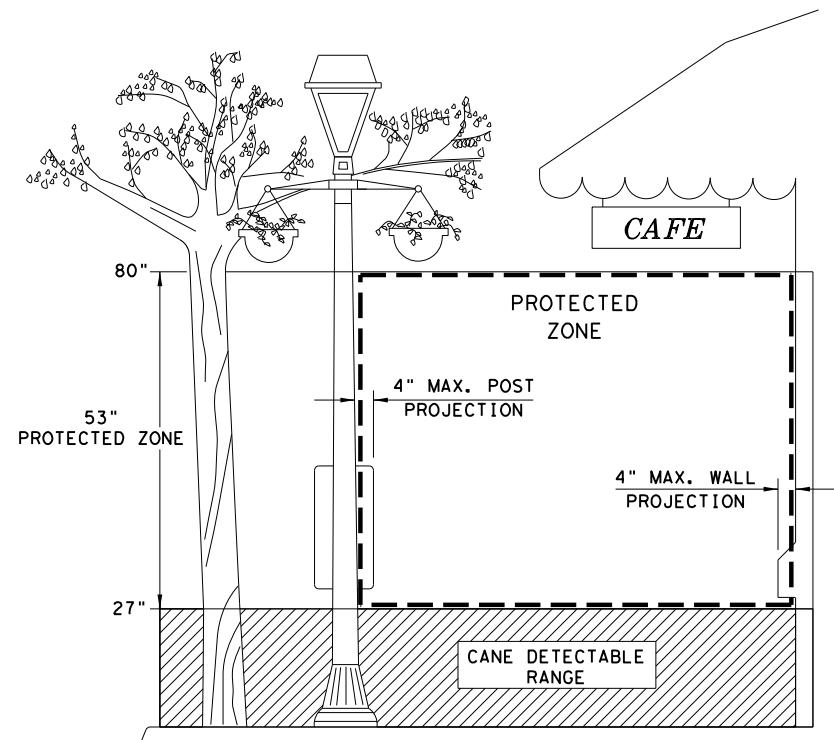 CAFE
80"
PROTECTED
ZONE
4" MAX. POST
PROJECTION
53"
PROTECTED ZONE
4" MAX. WALL
PROJECTION
27"
CANE DETECTABLE
RANGE